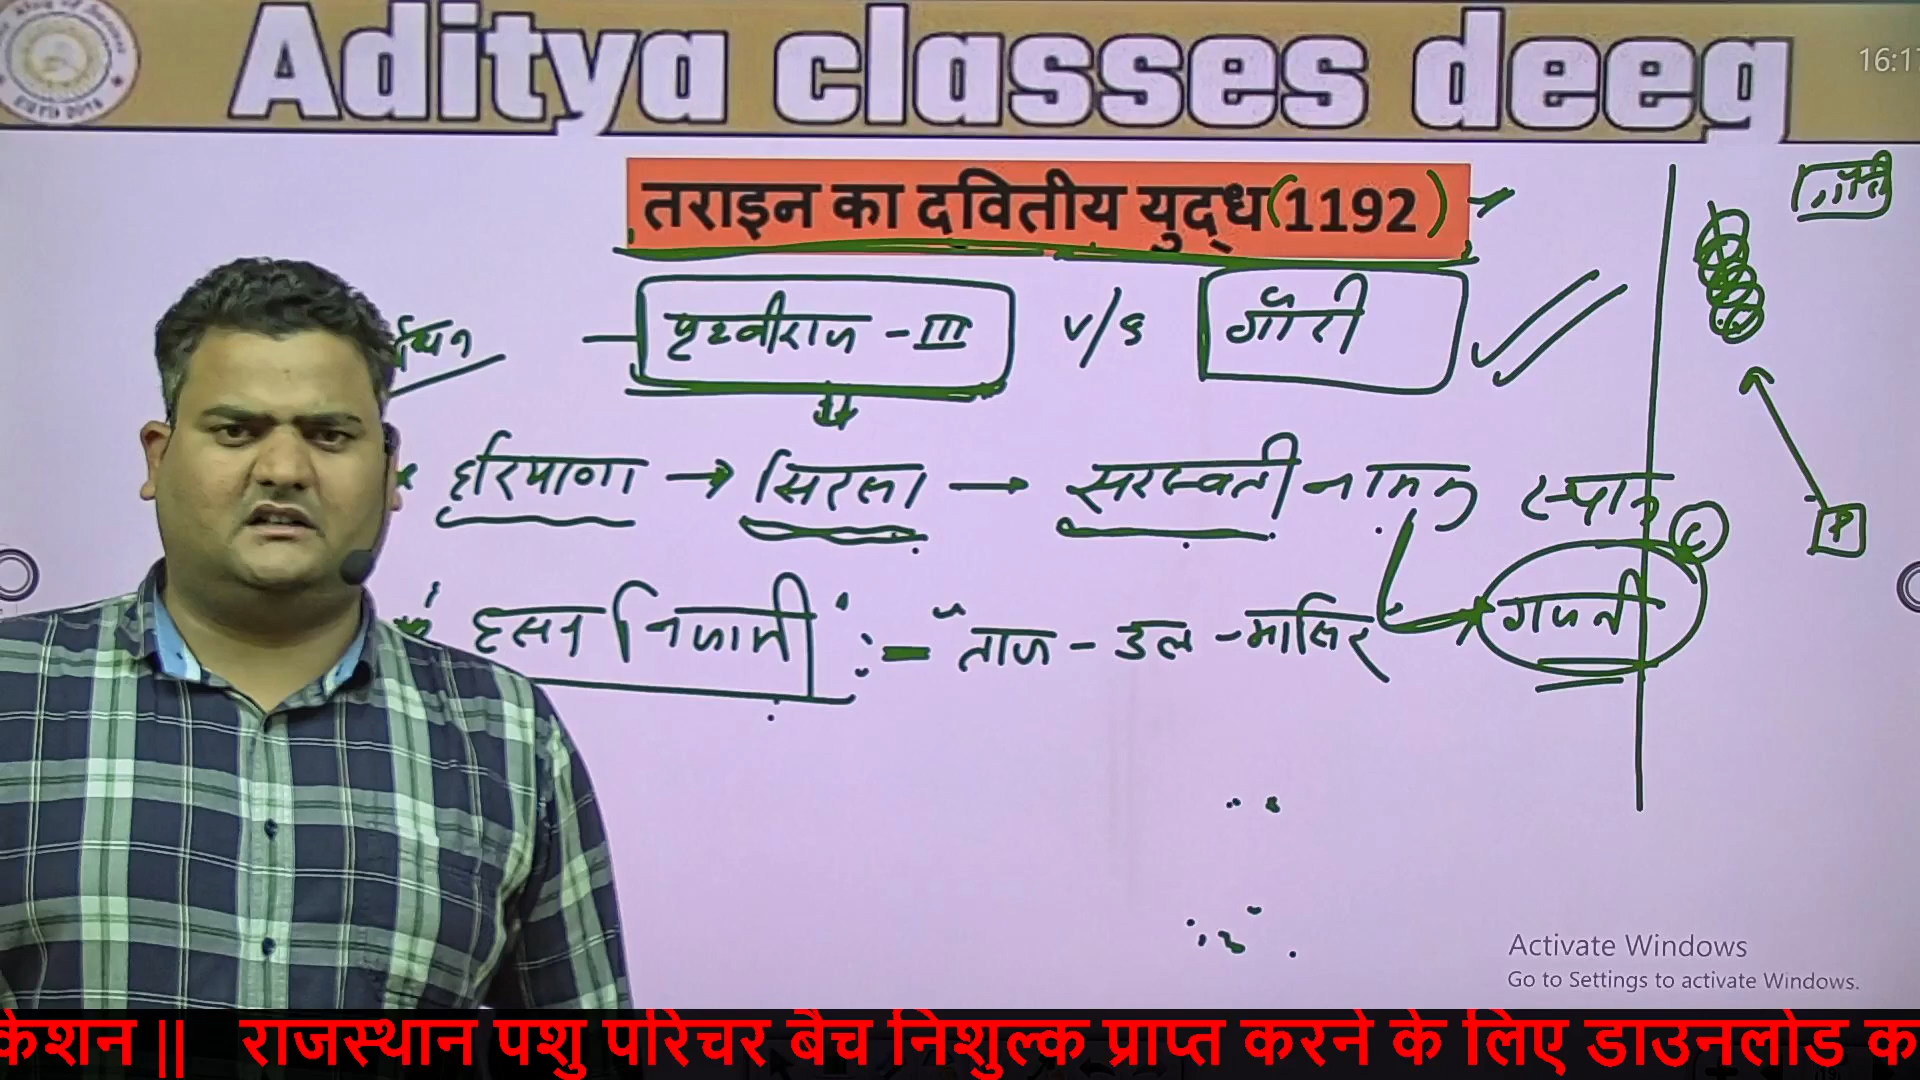 Aditya classes deeg
16:17
तराइन का दवितीय युद्ध(1192)
गौरी
पृथ्वीराज - III v/s गौरी
हरियाणा → सिरसा → सरस्वती नामक स्थान
C
P
हसन निजामी :- "ताज - उल - मासिर
गजनी
Activate Windows
Go to Settings to activate Windows.
केशन || राजस्थान पशु परिचर बैच निशुल्क प्राप्त करने के लिए डाउनलोड क